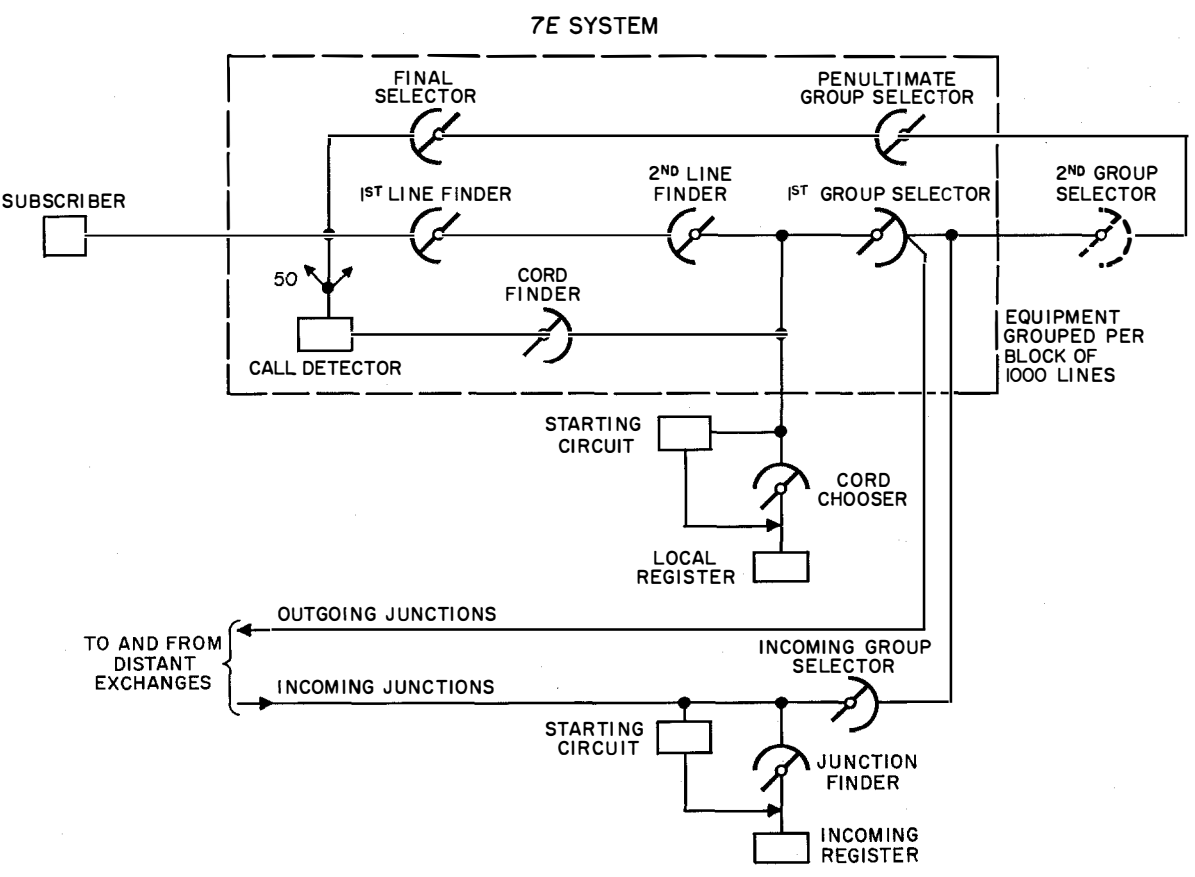 7E SYSTEM
FINAL
SELECTOR
PENULTIMATE
GROUP SELECTOR
SUBSCRIBER
1ST LINE FINDER
2ND LINE
FINDER
1ST GROUP SELECTOR
2ND GROUP
SELECTOR
50
CORD
FINDER
CALL DETECTOR
EQUIPMENT
GROUPED PER
BLOCK OF
1000 LINES
STARTING
CIRCUIT
CORD
CHOOSER
LOCAL
REGISTER
OUTGOING JUNCTIONS
TO AND FROM
DISTANT
EXCHANGES
INCOMING GROUP
SELECTOR
INCOMING JUNCTIONS
STARTING
CIRCUIT
JUNCTION
FINDER
INCOMING
REGISTER